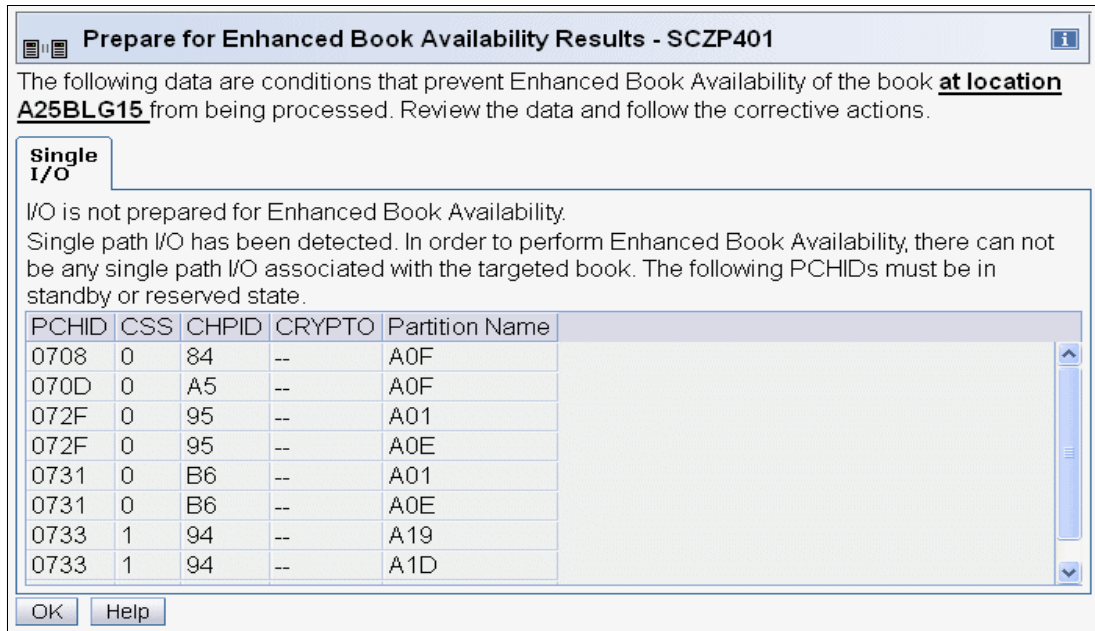 Prepare for Enhanced Book Availability Results - SCZP401
i
The following data are conditions that prevent Enhanced Book Availability of the book at location
A25BLG15 from being processed. Review the data and follow the corrective actions.
Single
I/O
I/O is not prepared for Enhanced Book Availability.
Single path I/O has been detected. In order to perform Enhanced Book Availability, there can not
be any single path I/O associated with the targeted book. The following PCHIDs must be in
standby or reserved state.
PCHID CSS CHPID CRYPTO Partition Name
0708 0 84 -- A0F
070D 0 A5 -- A0F
072F 0 95 -- A01
072F 0 95 -- A0E
0731 0 B6 -- A01
0731 0 B6 -- A0E
0733 1 94 -- A19
0733 1 94 -- A1D
OK Help